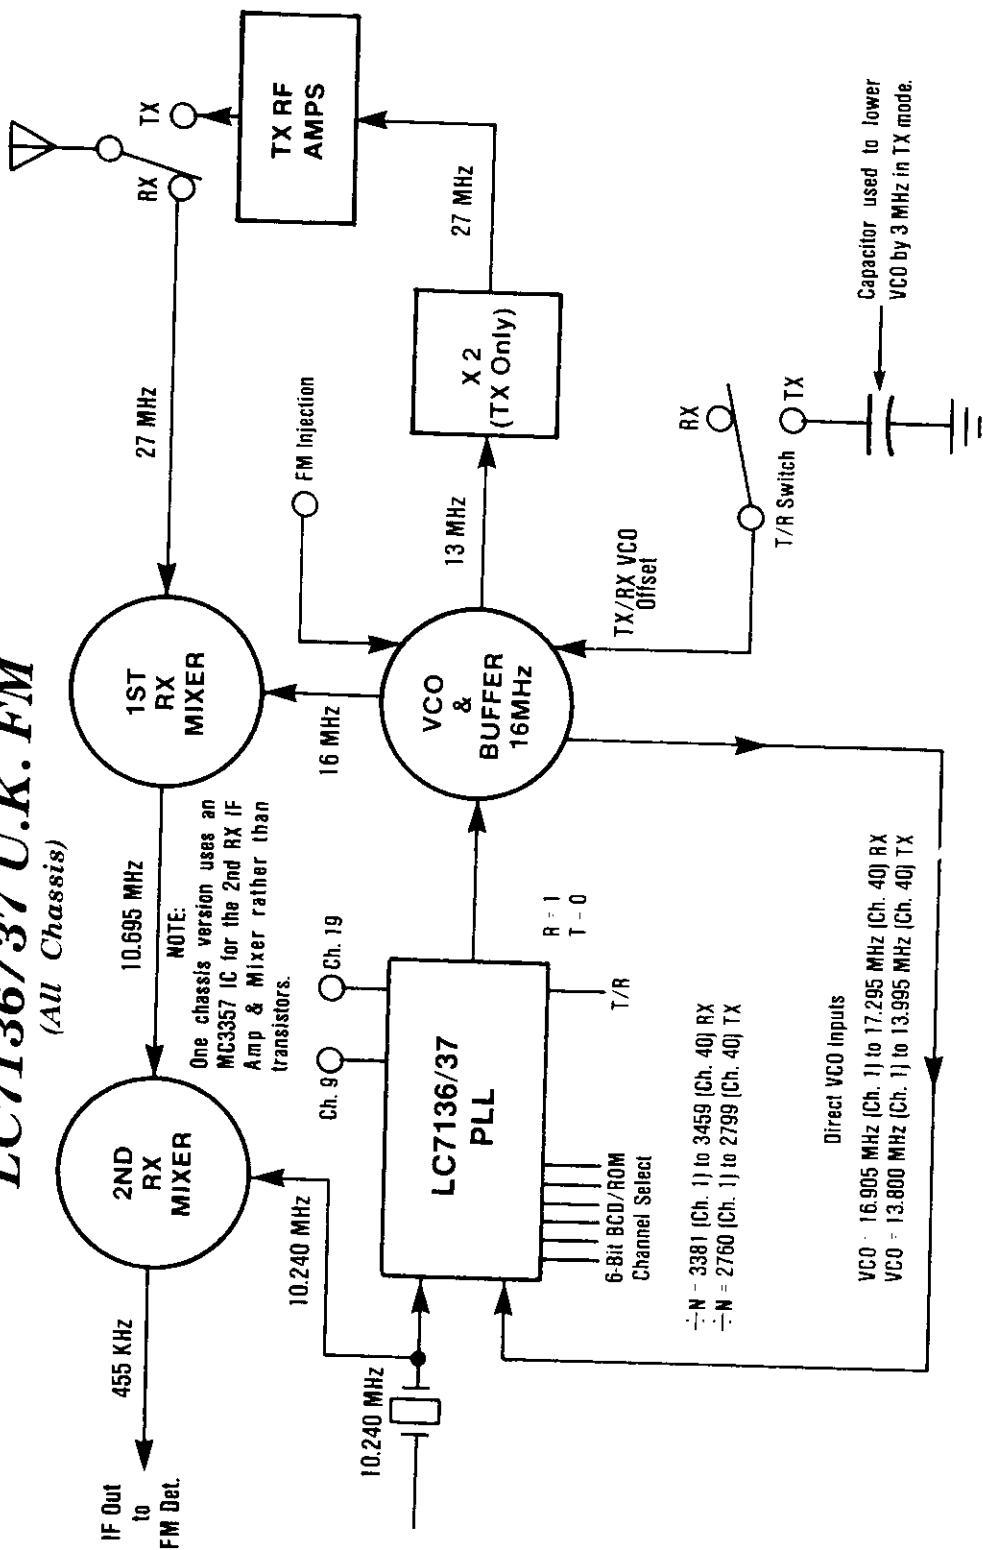 LC7136/37 U.K. FM
(All Chassis)
IF Out
to
FM Det.
455 KHz
2ND
RX
MIXER
10.695 MHz
NOTE:
One chassis version uses an
MC3357 IC for the 2nd RX IF
Amp & Mixer rather than
transistors.
1ST
RX
MIXER
27 MHz
RX
TX
TX RF
AMPS
10.240 MHz
16 MHz
FM Injection
27 MHz
10.240 MHz
Ch. 9
Ch. 19
LC7136/37
PLL
R = 1
T - 0
T/R
VCO
&
BUFFER
16MHz
13 MHz
X 2
(TX Only)
6-Bit BCD/ROM
Channel Select
TX/RX VCO
Offset
RX
TX
T/R Switch
÷N - 3381 (Ch. 1) to 3459 (Ch. 40) RX
÷N = 2760 (Ch. 1) to 2799 (Ch. 40) TX
Capacitor used to lower
VCO by 3 MHz in TX mode.
Direct VCO Inputs
VCO - 16.905 MHz (Ch. 1) to 17.295 MHz (Ch. 40) RX
VCO - 13.800 MHz (Ch. 1) to 13.995 MHz (Ch. 40) TX